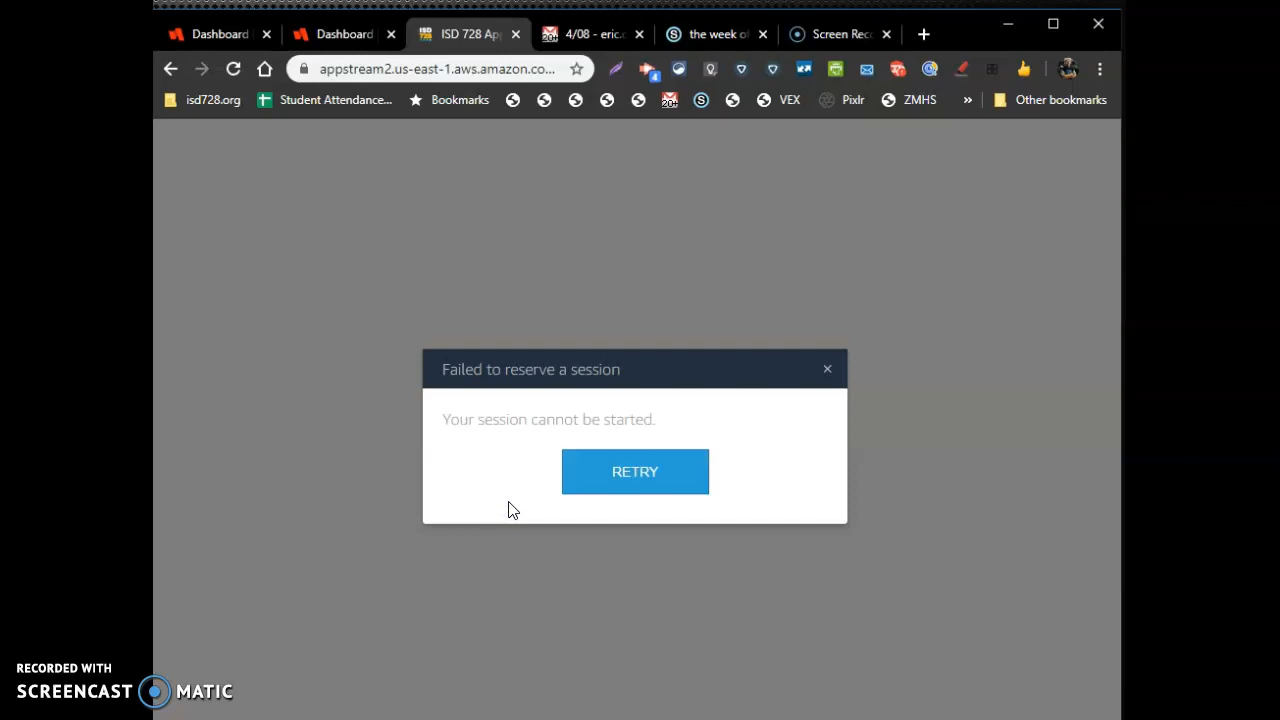 Dashboard
Dashboard
ISD 728 Ap
4/08 - eric.
the week o
Screen Rec
appstream2.us-east-1.aws.amazon.co...
isd728.org
Student Attendance...
Bookmarks
20+
VEX
Pixlr
ZMHS
»
Other bookmarks
Failed to reserve a session
Your session cannot be started.
RETRY
RECORDED WITH
SCREENCAST MATIC